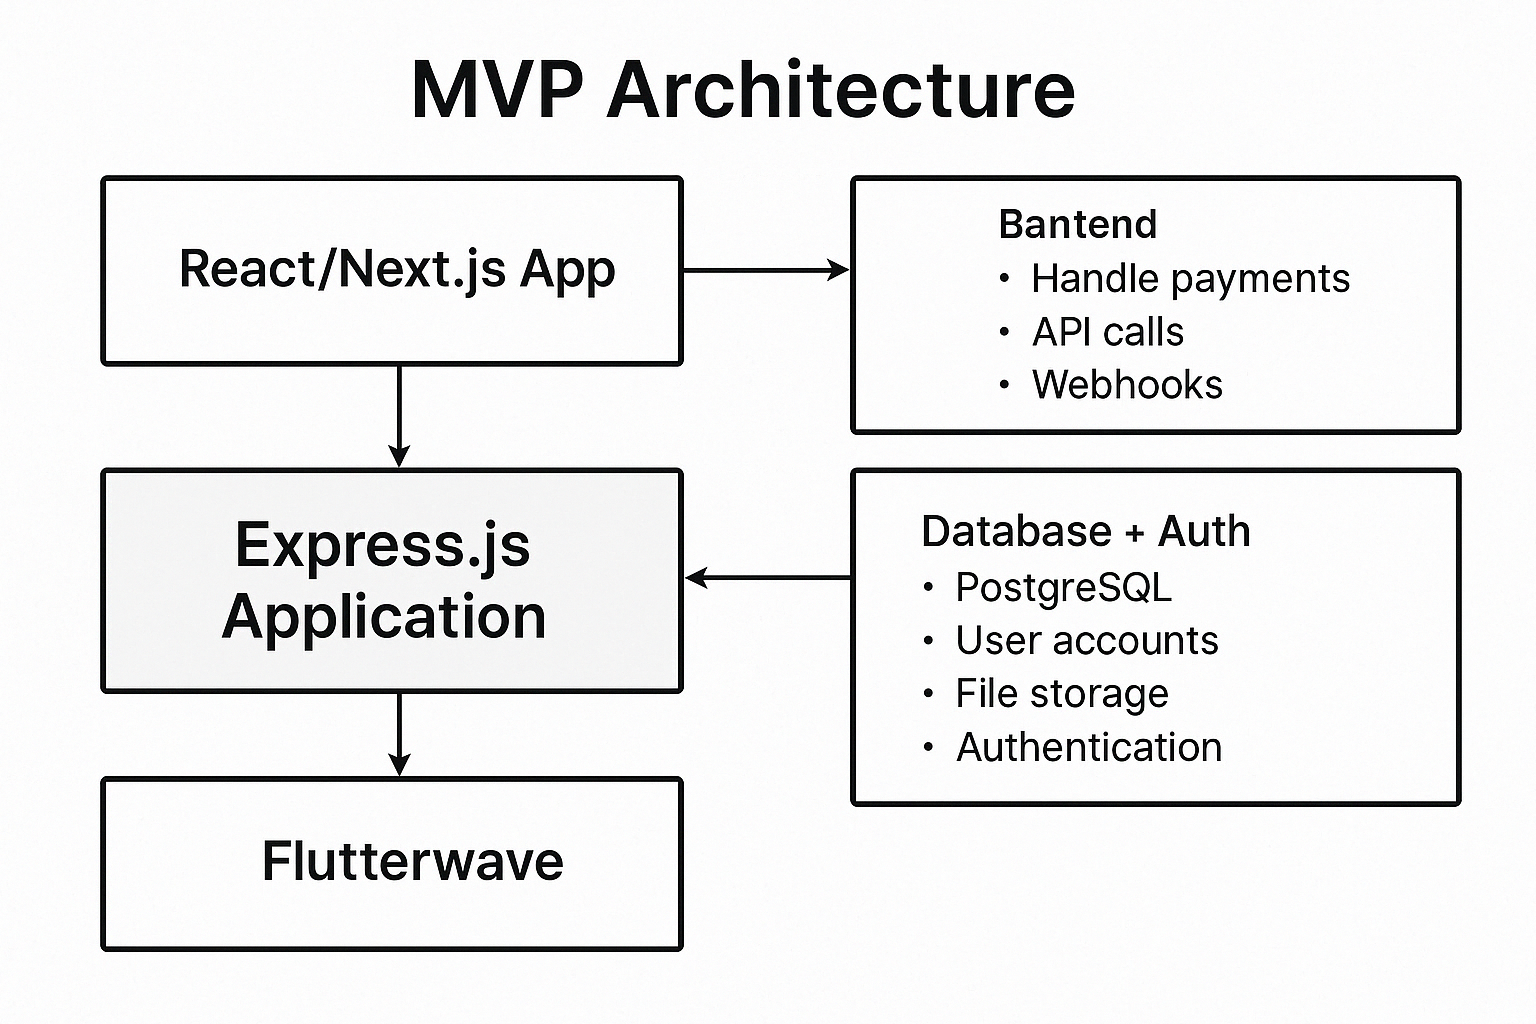 MVP Architecture
React/Next.js App
Bantend
• Handle payments
• API calls
• Webhooks
Express.js
Application
Database + Auth
• PostgreSQL
• User accounts
• File storage
• Authentication
Flutterwave